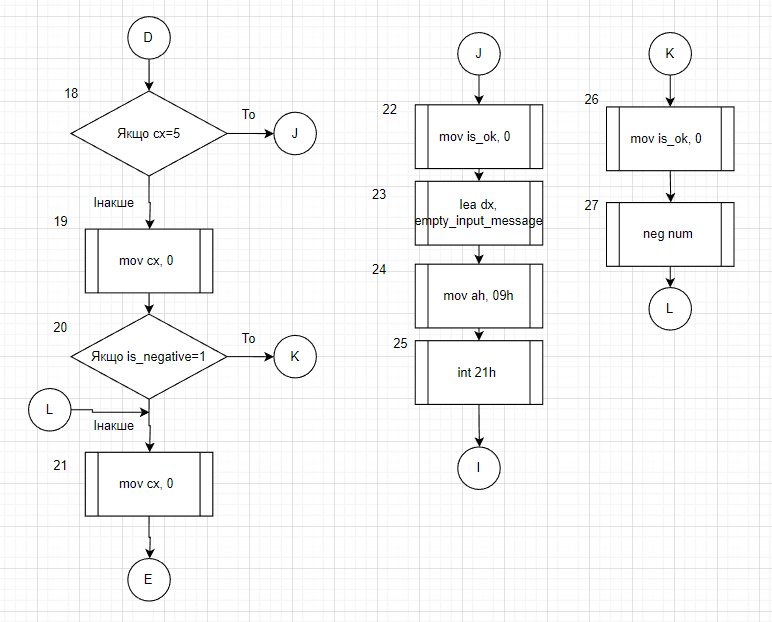 D
18
Якщо cx=5
То
J
Інакше
19
mov cx, 0
20
Якщо is_negative=1
То
K
L
Інакше
21
mov cx, 0
E
J
22
mov is_ok, 0
23
lea dx,
empty_input_message
24
mov ah, 09h
25
int 21h
I
K
26
mov is_ok, 0
27
neg num
L